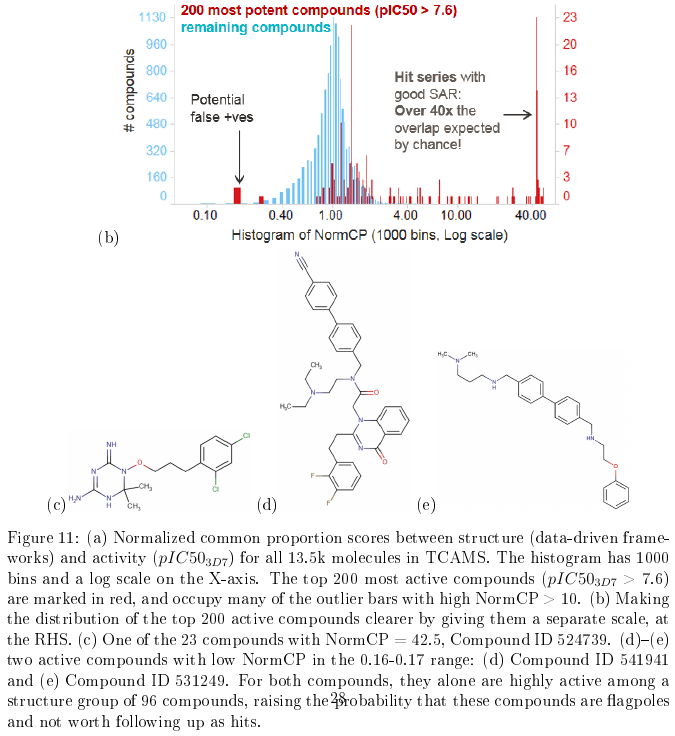 200 most potent compounds (pIC50 > 7.6)
remaining compounds
1130
960
800
640
480
320
160
0
# compounds
23
20
16
13
10
7
3
0
Potential
false +ves
Hit series with
good SAR:
Over 40x the
overlap expected
by chance!
0.10 0.40 1.00 4.00 10.00 40.00
Histogram of NormCP (1000 bins, Log scale)
(b)
N
CH₃
H₃C
N
N
O
N
N
O
F
F
(d)
H₃C CH₃
N
N
H
HN
O
(e)
NH
N
N
O
Cl
Cl
H₂N
N
H
CH₃
CH₃
(c)
Figure 11: (a) Normalized common proportion scores between structure (data-driven frame-
works) and activity (pIC50₃D₇) for all 13.5k molecules in TCAMS. The histogram has 1000
bins and a log scale on the X-axis. The top 200 most active compounds (pIC50₃D₇ > 7.6)
are marked in red, and occupy many of the outlier bars with high NormCP > 10. (b) Making
the distribution of the top 200 active compounds clearer by giving them a separate scale, at
the RHS. (c) One of the 23 compounds with NormCP = 42.5, Compound ID 524739. (d)–(e)
two active compounds with low NormCP in the 0.16-0.17 range: (d) Compound ID 541941
and (e) Compound ID 531249. For both compounds, they alone are highly active among a
structure group of 96 compounds, raising the probability that these compounds are flagpoles
28
and not worth following up as hits.